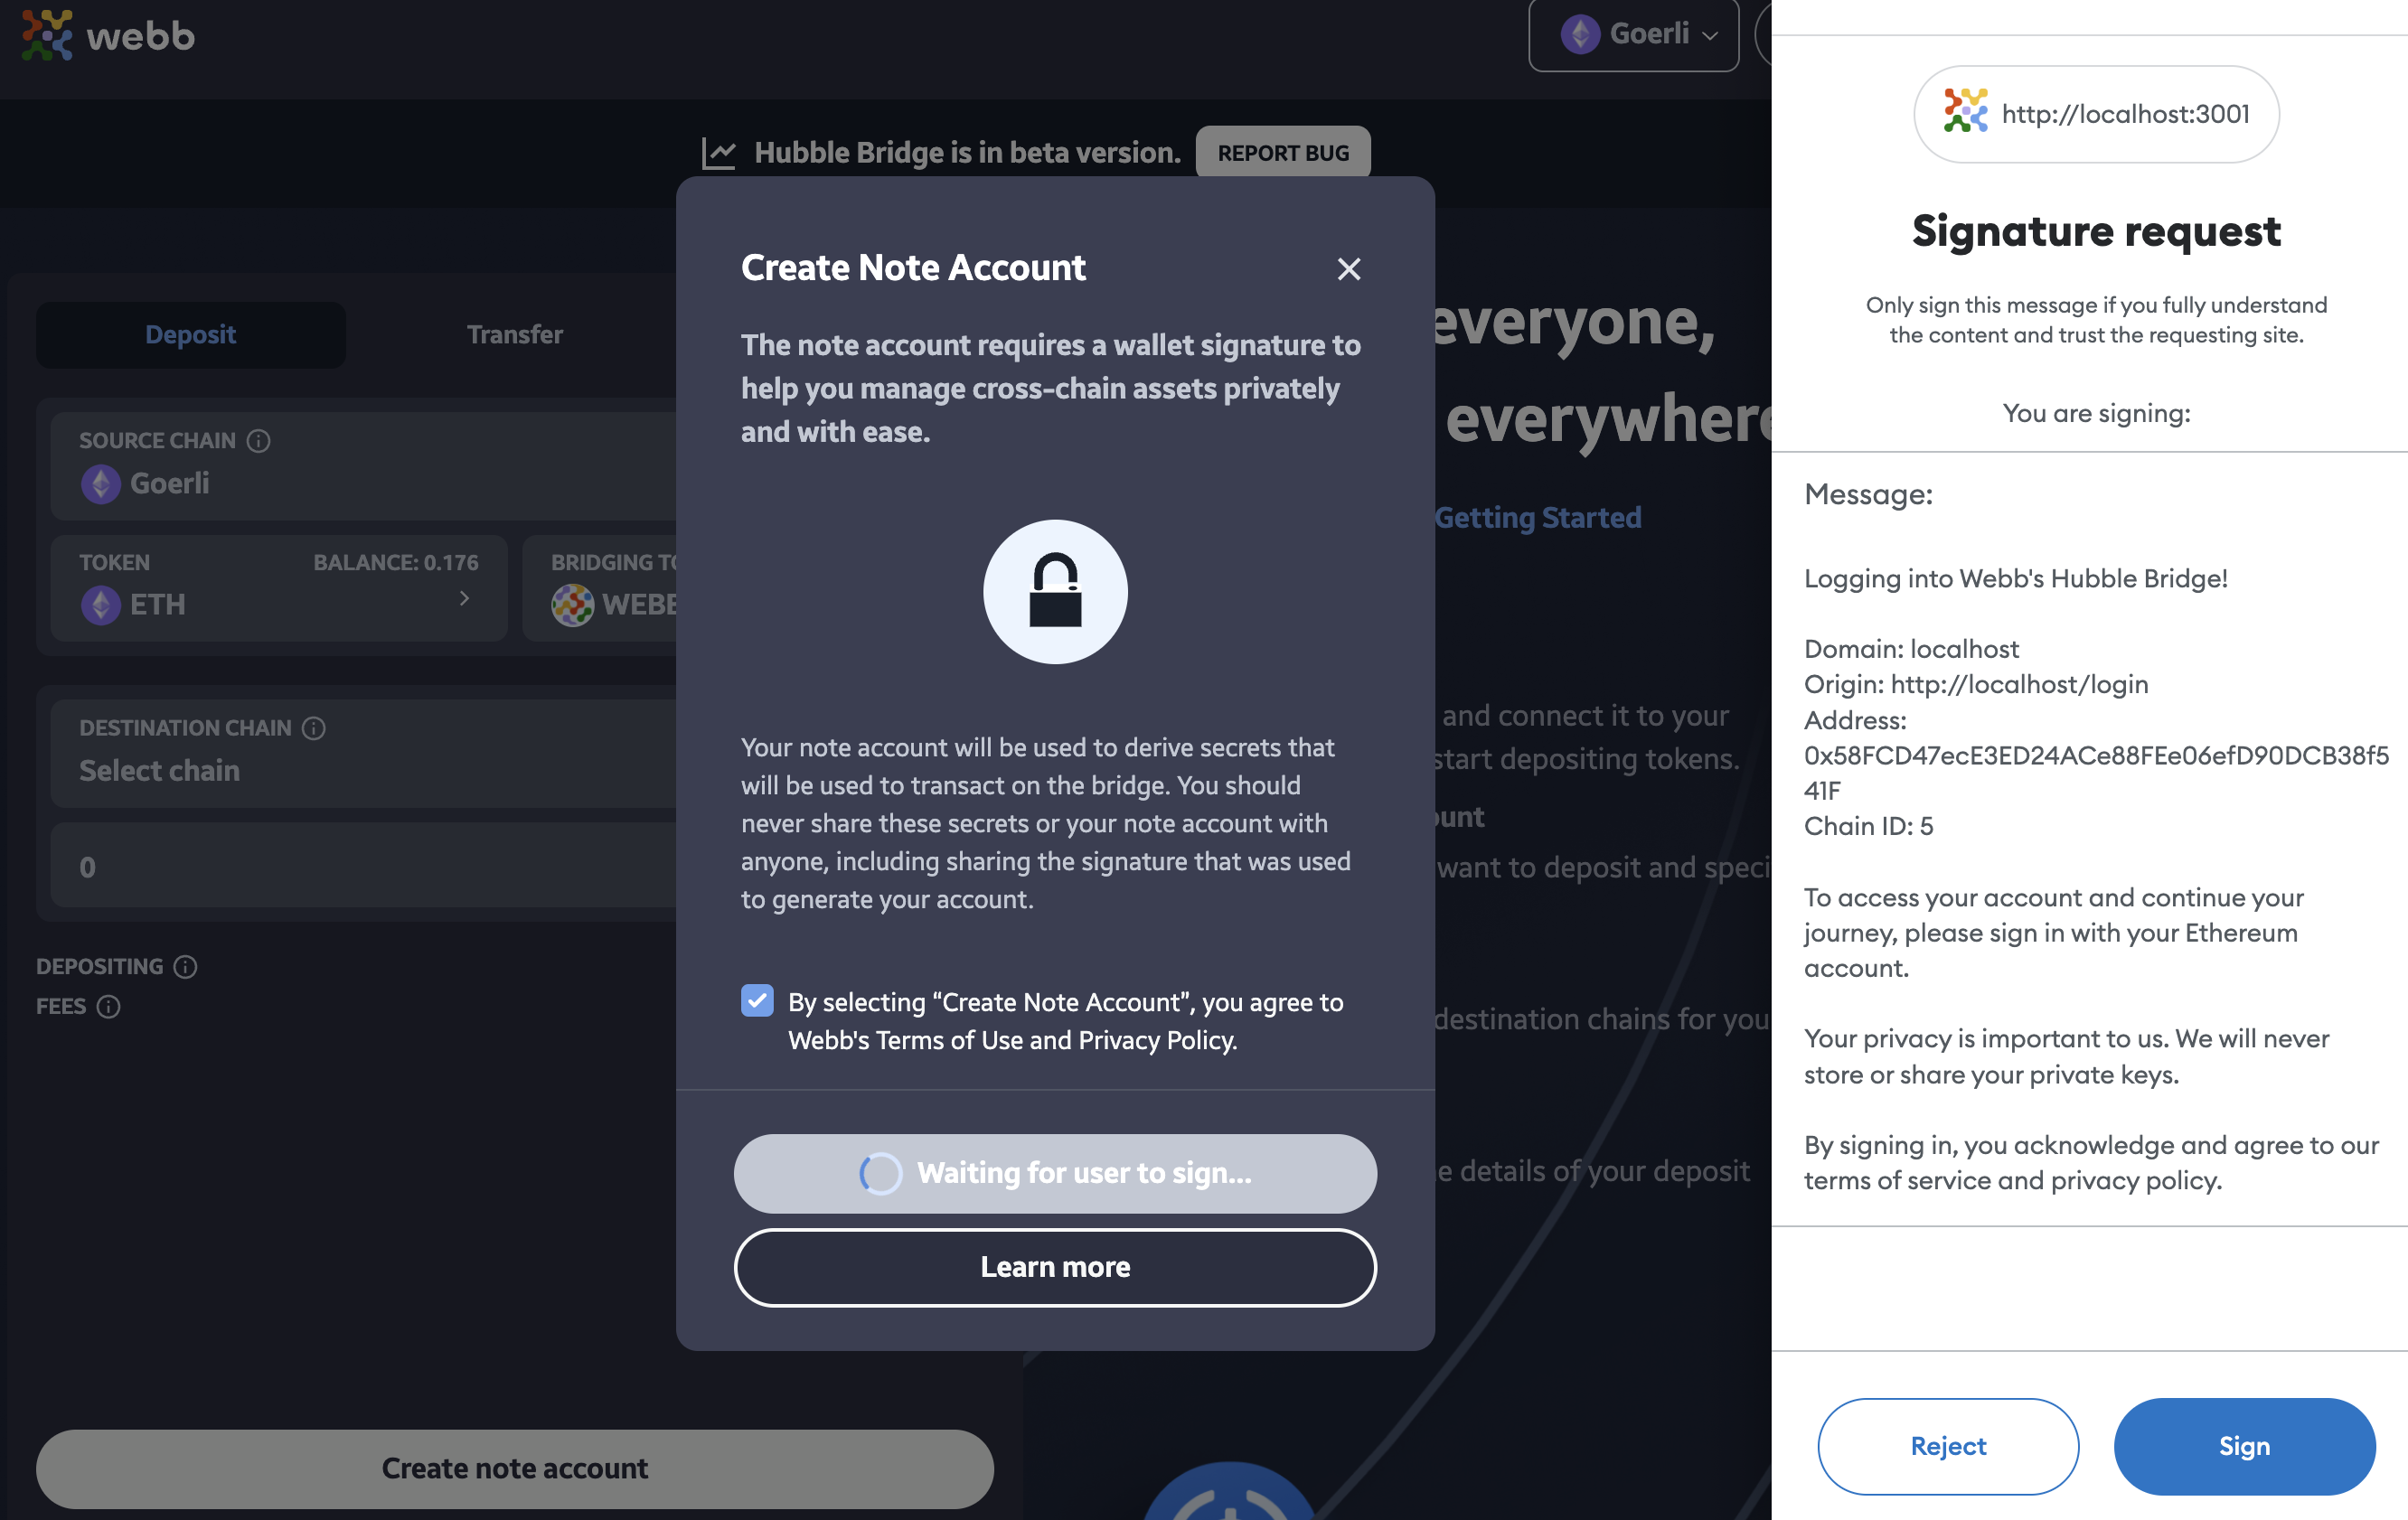 webb
Goerli
Hubble Bridge is in beta version.
REPORT BUG
Deposit
Transfer
SOURCE CHAIN
Goerli
TOKEN
BALANCE: 0.176
ETH
BRIDGING
DESTINATION CHAIN
Select chain
0
DEPOSITING
FEES
Create note account
Create Note Account
The note account requires a wallet signature to
help you manage cross-chain assets privately
and with ease.
Your note account will be used to derive secrets that
will be used to transact on the bridge. You should
never share these secrets or your note account with
anyone, including sharing the signature that was used
to generate your account.
By selecting “Create Note Account”, you agree to
Webb's Terms of Use and Privacy Policy.
Waiting for user to sign...
Learn more
everyone,
everywhere
Getting Started
and connect it to your
start depositing tokens.
want to deposit and
destination chains for
details of your deposit
http://localhost:3001
Signature request
Only sign this message if you fully understand
the content and trust the requesting site.
You are signing:
Message:
Logging into Webb's Hubble Bridge!
Domain: localhost
Origin: http://localhost/login
Address:
0x58FCD47ecE3ED24ACe88FEe06efD90DCB38f5
41F
Chain ID: 5
To access your account and continue your
journey, please sign in with your Ethereum
account.
Your privacy is important to us. We will never
store or share your private keys.
By signing in, you acknowledge and agree to our
terms of service and privacy policy.
Reject
Sign